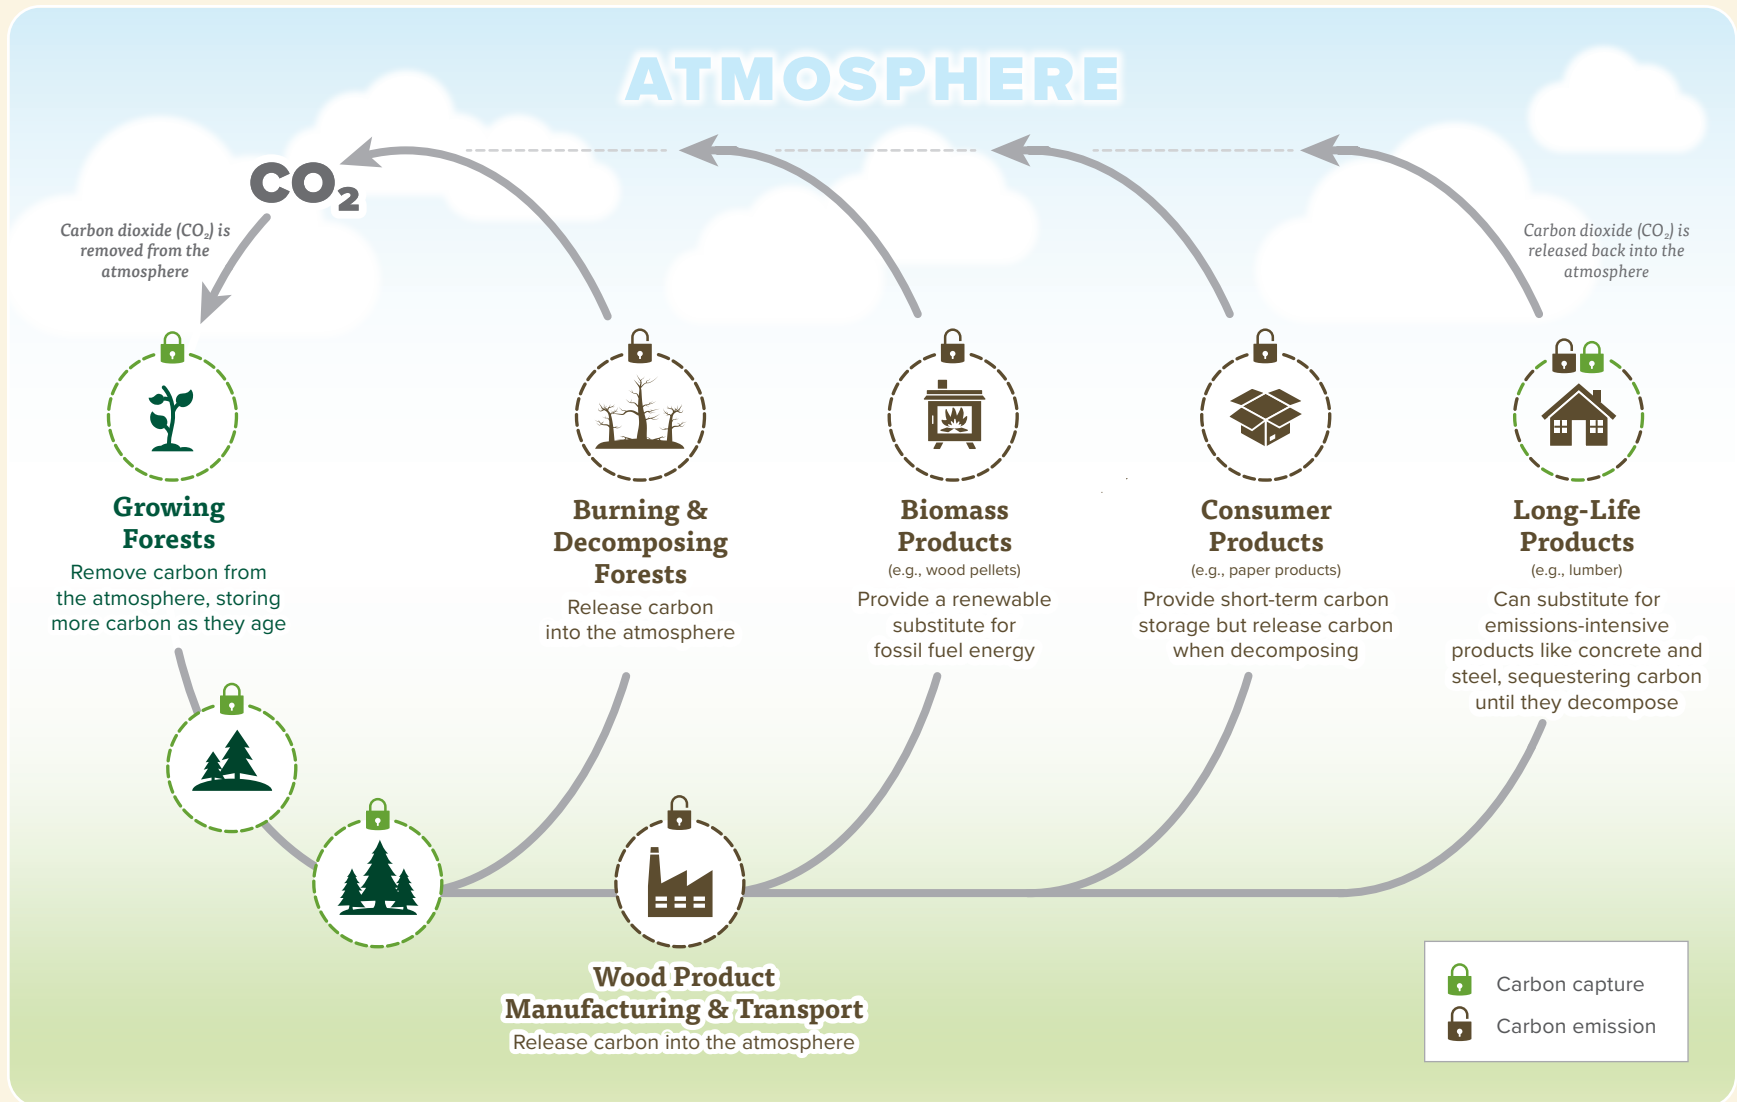 ATMOSPHERE
CO₂
Carbon dioxide (CO₂) is
removed from the
atmosphere
Carbon dioxide (CO₂) is
released back into the
atmosphere
Growing
Forests
Remove carbon from
the atmosphere, storing
more carbon as they age
Burning &
Decomposing
Forests
Release carbon
into the atmosphere
Biomass
Products
(e.g., wood pellets)
Provide a renewable
substitute for
fossil fuel energy
Consumer
Products
(e.g., paper products)
Provide short-term carbon
storage but release carbon
when decomposing
Long-Life
Products
(e.g., lumber)
Can substitute for
emissions-intensive
products like concrete and
steel, sequestering carbon
until they decompose
Wood Product
Manufacturing & Transport
Release carbon into the atmosphere
Carbon capture
Carbon emission